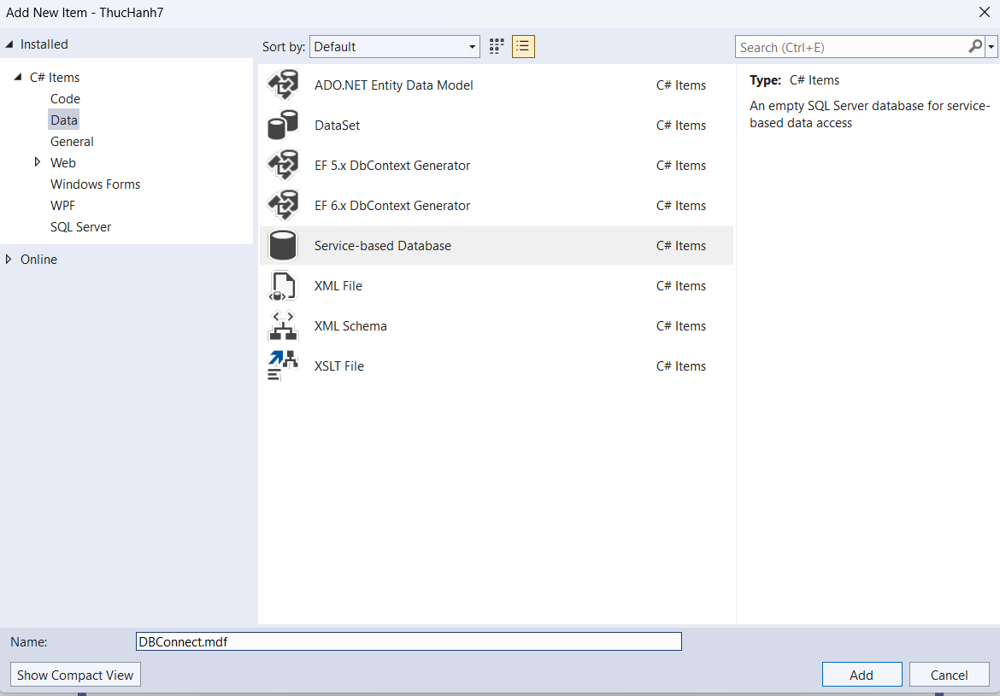 Add New Item - ThucHanh7
Installed
C# Items
Code
Data
General
Web
Windows Forms
WPF
SQL Server
Online
Sort by: Default
Search (Ctrl+E)
ADO.NET Entity Data Model C# Items
DataSet C# Items
EF 5.x DbContext Generator C# Items
EF 6.x DbContext Generator C# Items
Service-based Database C# Items
XML File C# Items
XML Schema C# Items
XSLT File C# Items
Type: C# Items
An empty SQL Server database for service-
based data access
Name: DBConnect.mdf
Show Compact View
Add
Cancel